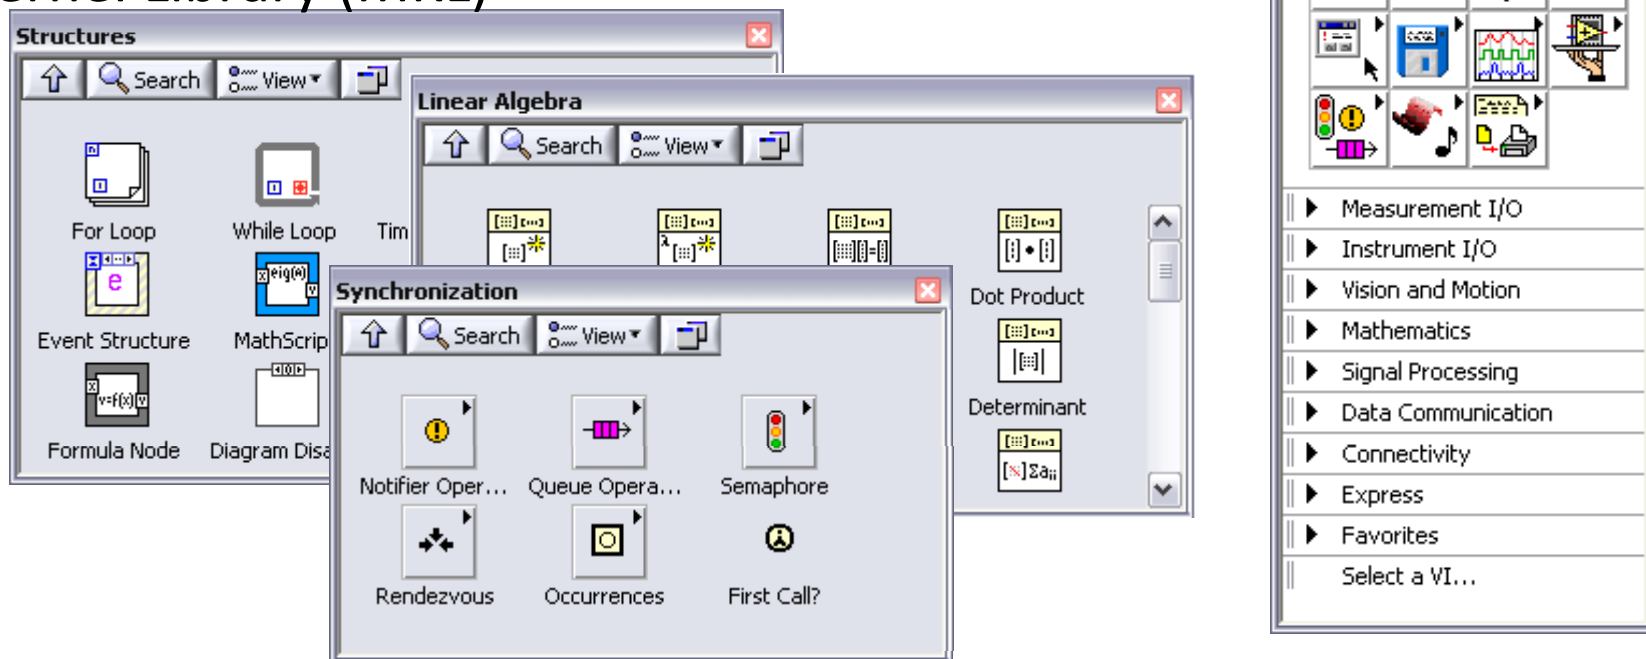 Library (MKL)
Structures
Search View
For Loop While Loop Tim
Event Structure MathScrip
Formula Node Diagram Disa
Linear Algebra
Search View
Dot Product
Determinant
Synchronization
Search View
Notifier Oper... Queue Opera... Semaphore
Rendezvous Occurrences First Call?
Measurement I/O
Instrument I/O
Vision and Motion
Mathematics
Signal Processing
Data Communication
Connectivity
Express
Favorites
Select a VI...